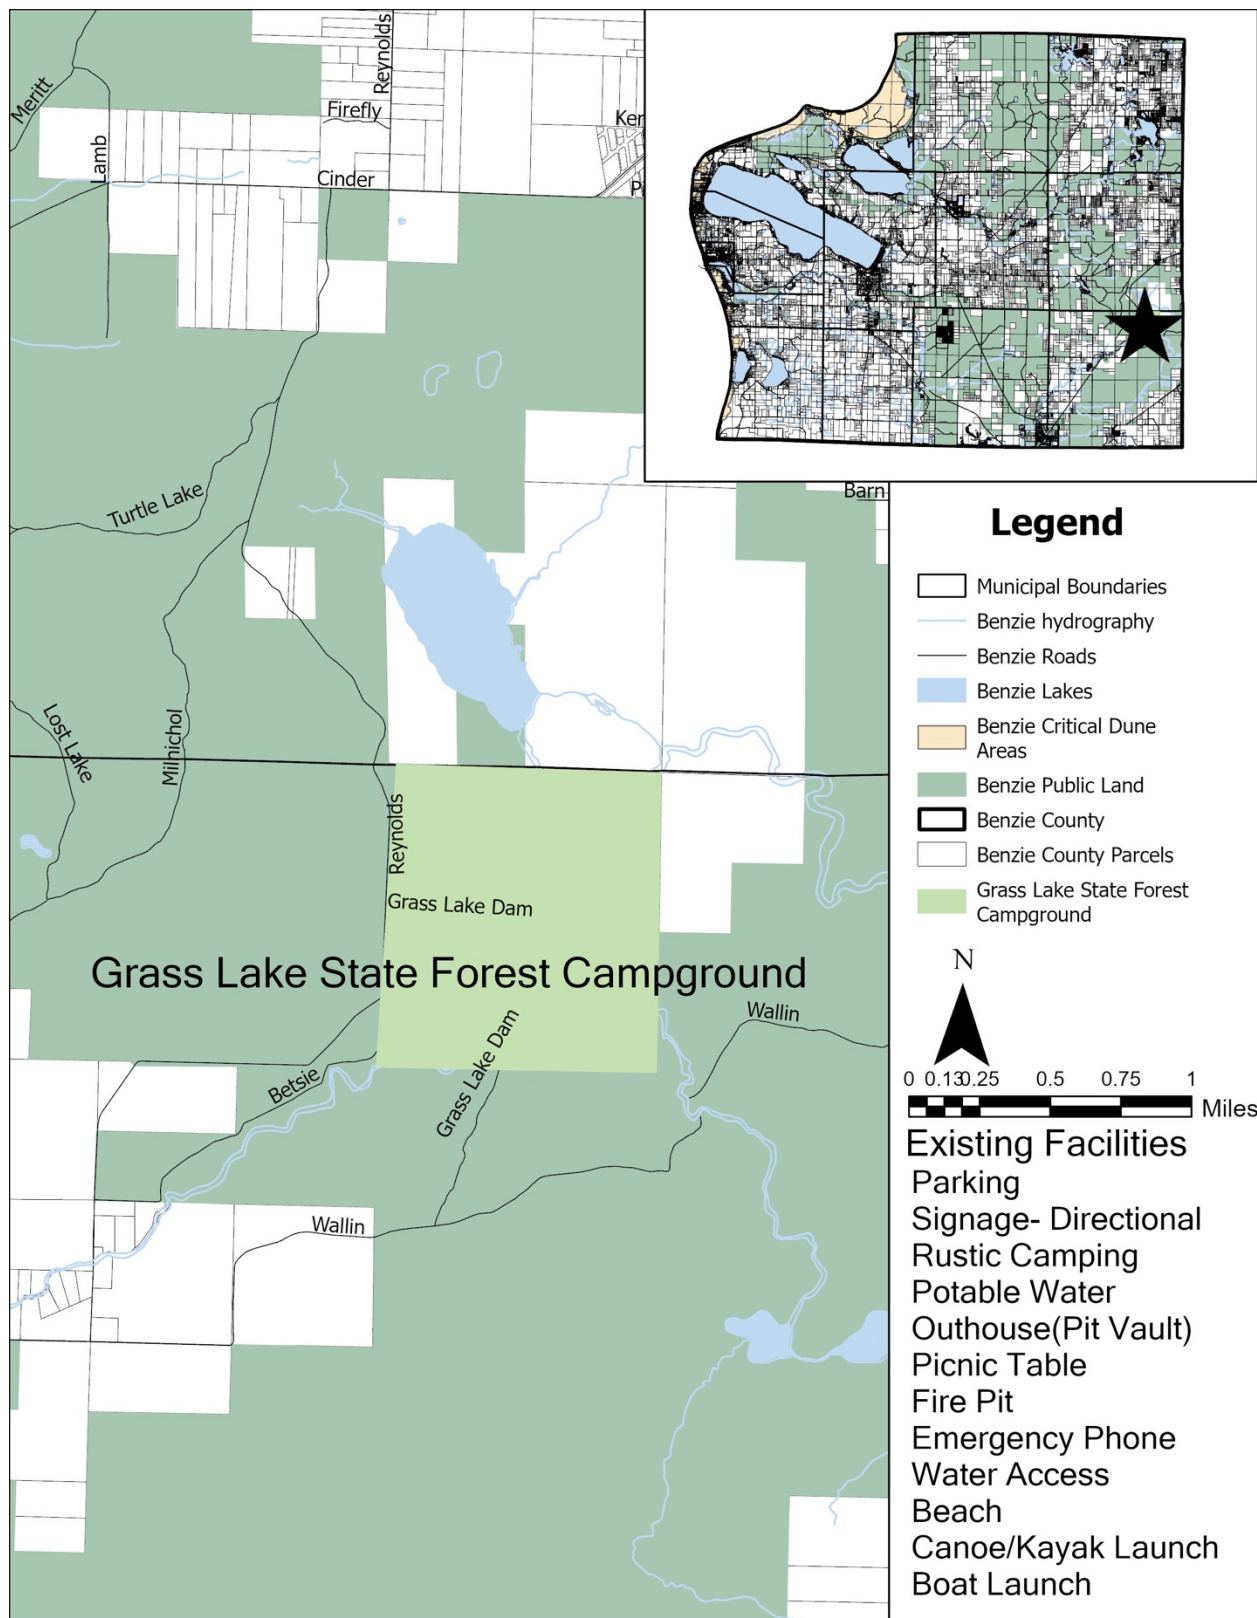 Reynolds
Merritt
Firefly
Lamb
Cinder
Turtle Lake
Barn
Lost Lake
Milnichol
Reynolds
Grass Lake Dam
Grass Lake State Forest Campground
Wallin
Betsie
Grass Lake Dam
Wallin
Legend
Municipal Boundaries
Benzie hydrography
Benzie Roads
Benzie Lakes
Benzie Critical Dune
Areas
Benzie Public Land
Benzie County
Benzie County Parcels
Grass Lake State Forest
Campground
N
0 0.13 0.25 0.5 0.75 1
Miles
Existing Facilities
Parking
Signage- Directional
Rustic Camping
Potable Water
Outhouse(Pit Vault)
Picnic Table
Fire Pit
Emergency Phone
Water Access
Beach
Canoe/Kayak Launch
Boat Launch